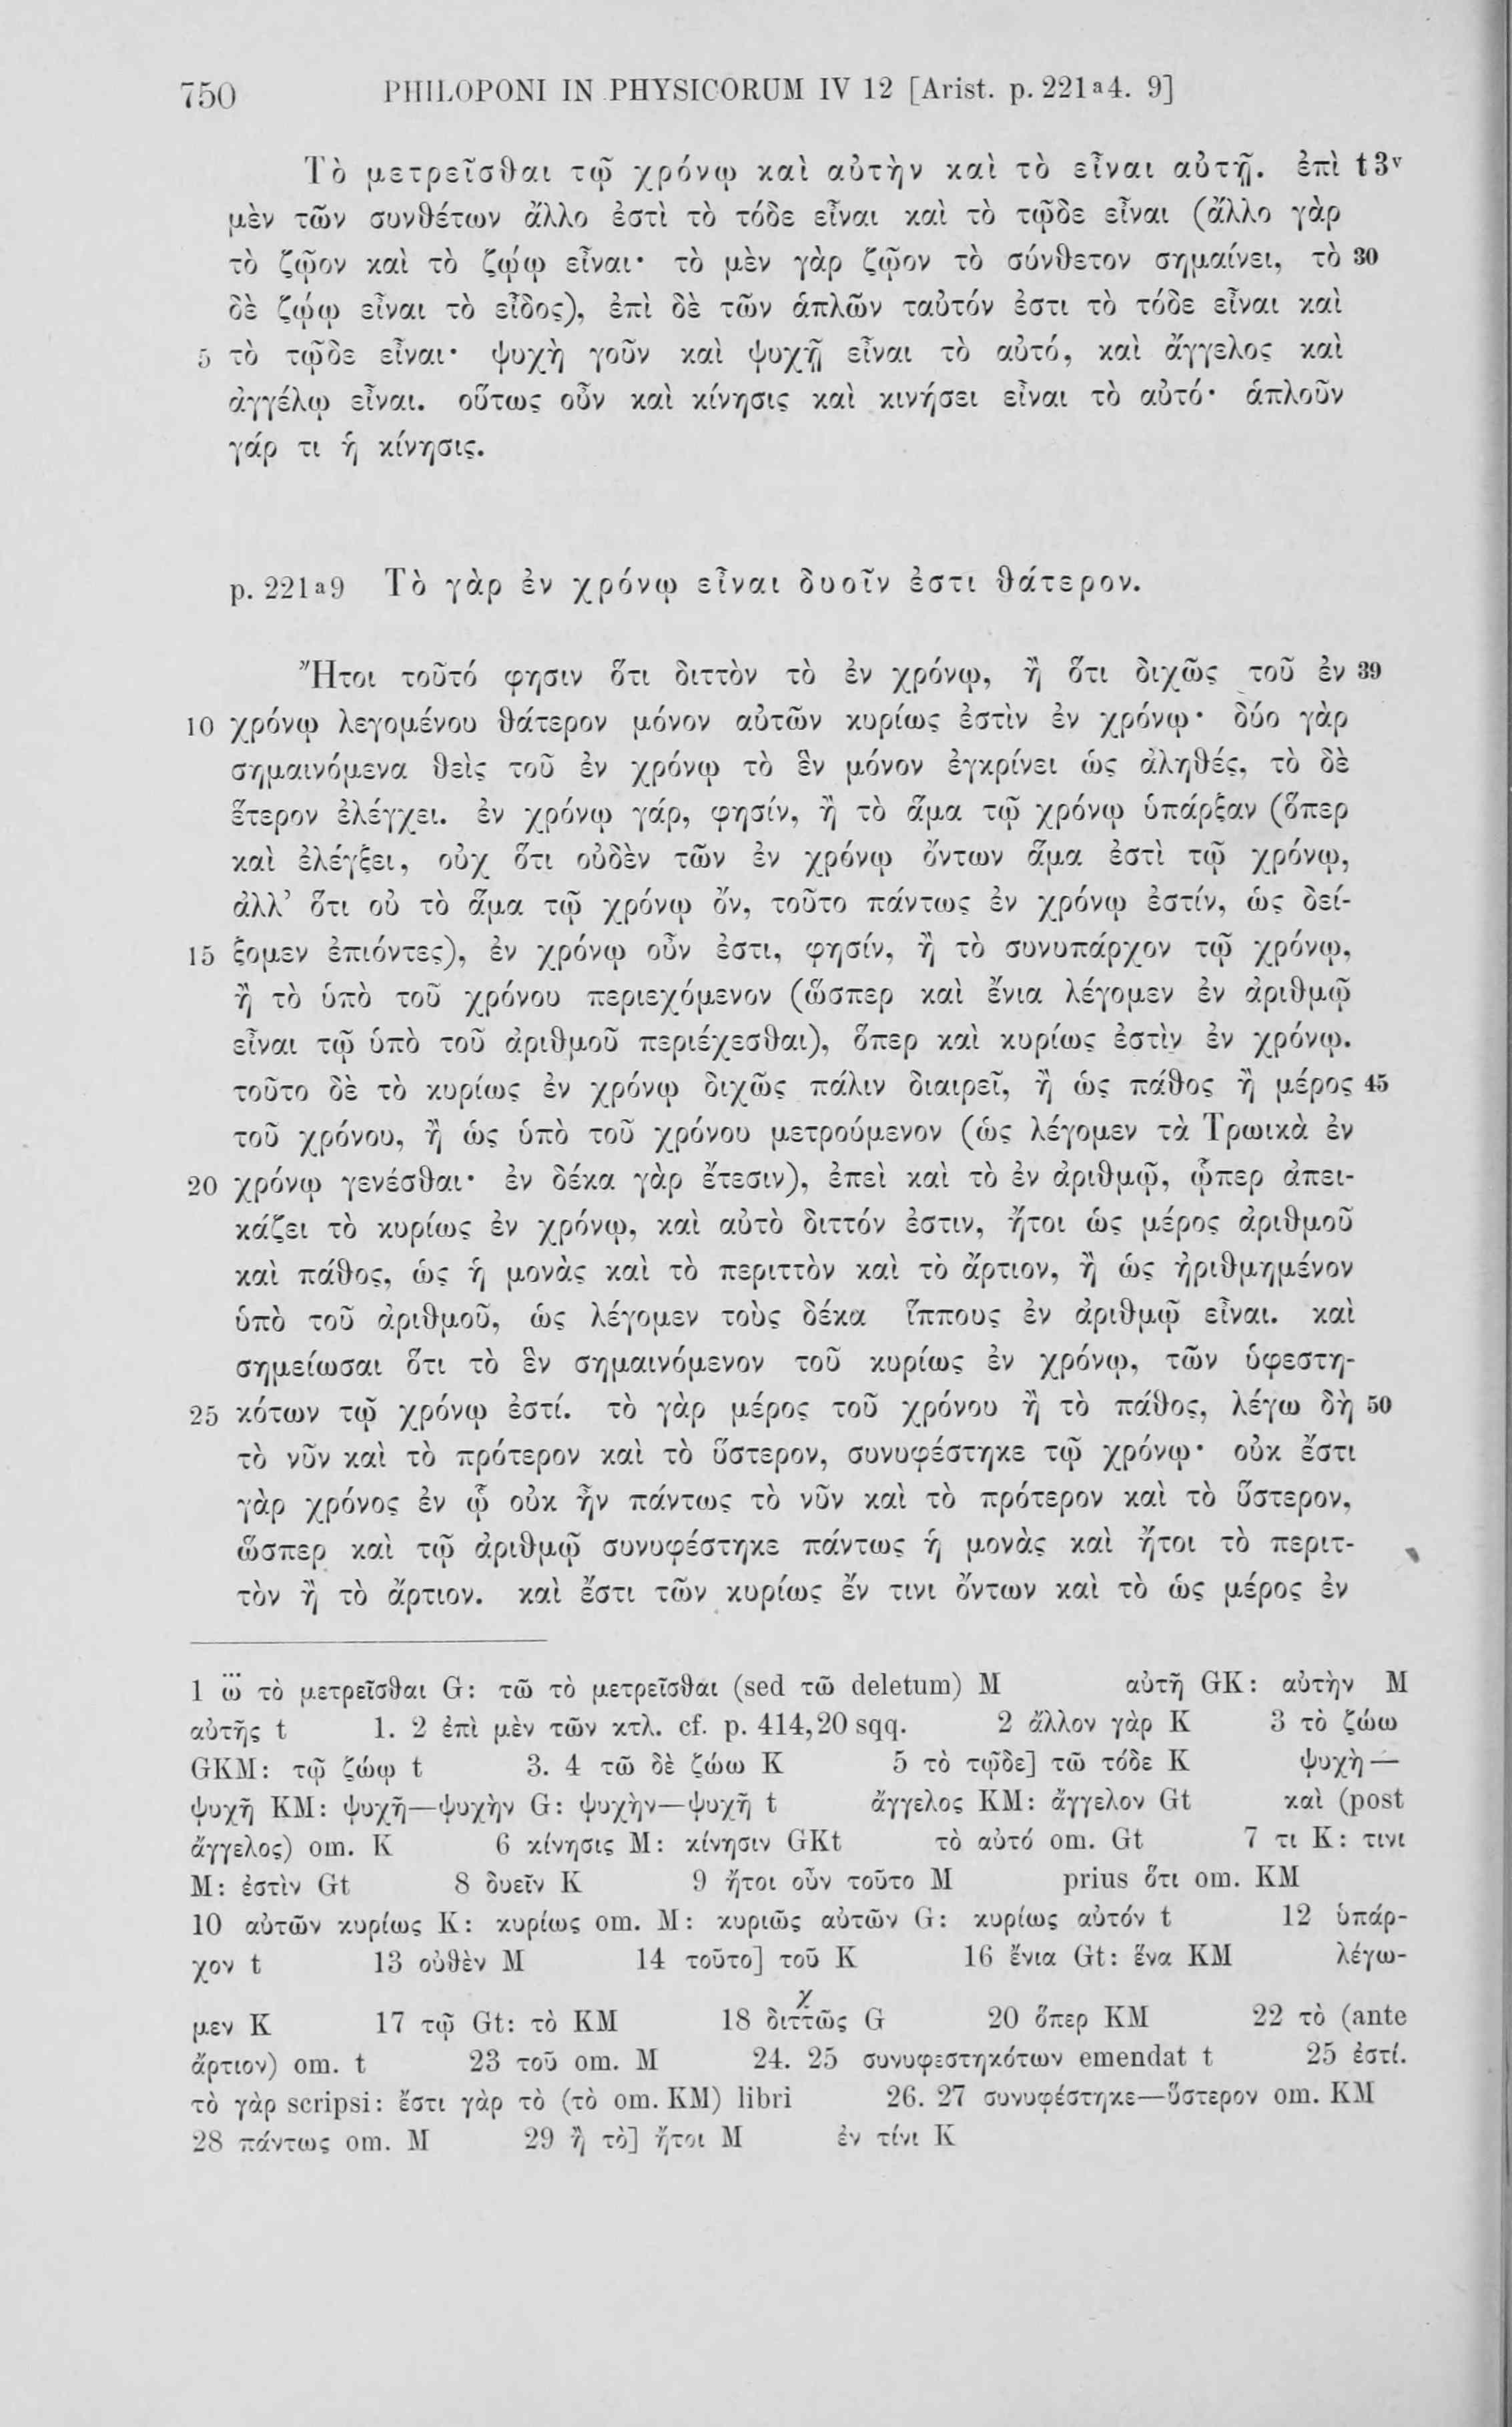 750 PHILOPONI IN PHYSICORUM IV 12 [Arist. p. 221ᵃ4. 9]
Τὸ μετρεῖσθαι τῷ χρόνῳ καὶ αὐτὴν καὶ τὸ εἶναι αὐτῇ. ἐπὶ t3ᵛ
μὲν τῶν συνθέτων ἄλλο ἐστὶ τὸ τόδε εἶναι καὶ τὸ τῷδε εἶναι (ἄλλο γὰρ
τὸ ζῷον καὶ τὸ ζῴῳ εἶναι· τὸ μὲν γὰρ ζῷον τὸ σύνθετον σημαίνει, τὸ 30
δὲ ζῴῳ εἶναι τὸ εἶδος), ἐπὶ δὲ τῶν ἁπλῶν ταὐτόν ἐστι τὸ τόδε εἶναι καὶ
5 τὸ τῷδε εἶναι· ψυχὴ γοῦν καὶ ψυχῇ εἶναι τὸ αὐτό, καὶ ἄγγελος καὶ
ἀγγέλῳ εἶναι. οὕτως οὖν καὶ κίνησις καὶ κινήσει εἶναι τὸ αὐτό· ἁπλοῦν
γάρ τι ἡ κίνησις.
p. 221ᵃ9 Τὸ γὰρ ἐν χρόνῳ εἶναι δυοῖν ἐστι θάτερον.
Ἤτοι τοῦτό φησιν ὅτι διττὸν τὸ ἐν χρόνῳ, ἢ ὅτι διχῶς τοῦ ἐν 39
10 χρόνῳ λεγομένου θάτερον μόνον αὐτῶν κυρίως ἐστὶν ἐν χρόνῳ· δύο γὰρ
σημαινόμενα θεὶς τοῦ ἐν χρόνῳ τὸ ἓν μόνον ἐγκρίνει ὡς ἀληθές, τὸ δὲ
ἕτερον ἐλέγχει. ἐν χρόνῳ γάρ, φησίν, ἢ τὸ ἅμα τῷ χρόνῳ ὑπάρξαν (ὅπερ
καὶ ἐλέγξει, οὐχ ὅτι οὐδὲν τῶν ἐν χρόνῳ ὄντων ἅμα ἐστὶ τῷ χρόνῳ,
ἀλλ’ ὅτι οὐ τὸ ἅμα τῷ χρόνῳ ὄν, τοῦτο πάντως ἐν χρόνῳ ἐστίν, ὡς δεί-
15 ξομεν ἐπιόντες), ἐν χρόνῳ οὖν ἐστι, φησίν, ἢ τὸ συνυπάρχον τῷ χρόνῳ,
ἢ τὸ ὑπὸ τοῦ χρόνου περιεχόμενον (ὥσπερ καὶ ἔνια λέγομεν ἐν ἀριθμῷ
εἶναι τῷ ὑπὸ τοῦ ἀριθμοῦ περιέχεσθαι), ὅπερ καὶ κυρίως ἐστὶν ἐν χρόνῳ.
τοῦτο δὲ τὸ κυρίως ἐν χρόνῳ διχῶς πάλιν διαιρεῖ, ἢ ὡς πάθος ἢ μέρος 45
τοῦ χρόνου, ἢ ὡς ὑπὸ τοῦ χρόνου μετρούμενον (ὡς λέγομεν τὰ Τρωικὰ ἐν
20 χρόνῳ γενέσθαι· ἐν δέκα γὰρ ἔτεσιν), ἐπεὶ καὶ τὸ ἐν ἀριθμῷ, ᾧπερ ἀπει-
κάζει τὸ κυρίως ἐν χρόνῳ, καὶ αὐτὸ διττόν ἐστιν, ἤτοι ὡς μέρος ἀριθμοῦ
καὶ πάθος, ὡς ἡ μονὰς καὶ τὸ περιττὸν καὶ τὸ ἄρτιον, ἢ ὡς ἠριθμημένον
ὑπὸ τοῦ ἀριθμοῦ, ὡς λέγομεν τοὺς δέκα ἵππους ἐν ἀριθμῷ εἶναι. καὶ
σημείωσαι ὅτι τὸ ἓν σημαινόμενον τοῦ κυρίως ἐν χρόνῳ, τῶν ὑφεστη-
25 κότων τῷ χρόνῳ ἐστί. τὸ γὰρ μέρος τοῦ χρόνου ἢ τὸ πάθος, λέγω δὴ 50
τὸ νῦν καὶ τὸ πρότερον καὶ τὸ ὕστερον, συνυφέστηκε τῷ χρόνῳ· οὐκ ἔστι
γὰρ χρόνος ἐν ᾧ οὐκ ἦν πάντως τὸ νῦν καὶ τὸ πρότερον καὶ τὸ ὕστερον,
ὥσπερ καὶ τῷ ἀριθμῷ συνυφέστηκε πάντως ἡ μονὰς καὶ ἤτοι τὸ περιτ-
τὸν ἢ τὸ ἄρτιον. καὶ ἔστι τῶν κυρίως ἔν τινι ὄντων καὶ τὸ ὡς μέρος ἐν
1 ὠ τὸ μετρεῖσθαι G: τῶ τὸ μετρεῖσθαι (sed τῶ deletum) M αὐτῆ GK: αὐτὴν M
αὐτῆς t 1. 2 ἐπὶ μὲν τῶν κτλ. cf. p. 414,20 sqq. 2 ἄλλον γὰρ K 3 τὸ ζώω
GKM: τῷ ζώῳ t 3. 4 τῶ δὲ ζώω K 5 τὸ τῷδε] τῶ τόδε K ψυχὴ—
ψυχῆ KM: ψυχῆ—ψυχὴν G: ψυχὴν—ψυχῆ t ἄγγελος KM: ἄγγελον Gt καὶ (post
ἄγγελος) om. K 6 κίνησις M: κίνησιν GKt τὸ αὐτό om. Gt 7 τι K: τινι
M: ἐστὶν Gt 8 δυεῖν K 9 ἤτοι οὖν τοῦτο M prius ὅτι om. KM
10 αὐτῶν κυρίως K: κυρίως om. M: κυριῶς αὐτῶν G: κυρίως αὐτόν t 12 ὑπάρ-
χον t 13 οὐθὲν M 14 τοῦτο] τοῦ K 16 ἔνια Gt: ἕνα KM λέγω-
μεν K 17 τῷ Gt: τὸ KM 18 διττῶς G 20 ὅπερ KM 22 τὸ (ante
ἄρτιον) om. t 23 τοῦ om. M 24. 25 συνυφεστηκότων emendat t 25 ἐστί.
τὸ γὰρ scripsi: ἔστι γὰρ τὸ (τὸ om. KM) libri 26. 27 συνυφέστηκε—ὕστερον om. KM
28 πάντως om. M 29 ἢ τὸ] ἤτοι M ἐν τίνι K